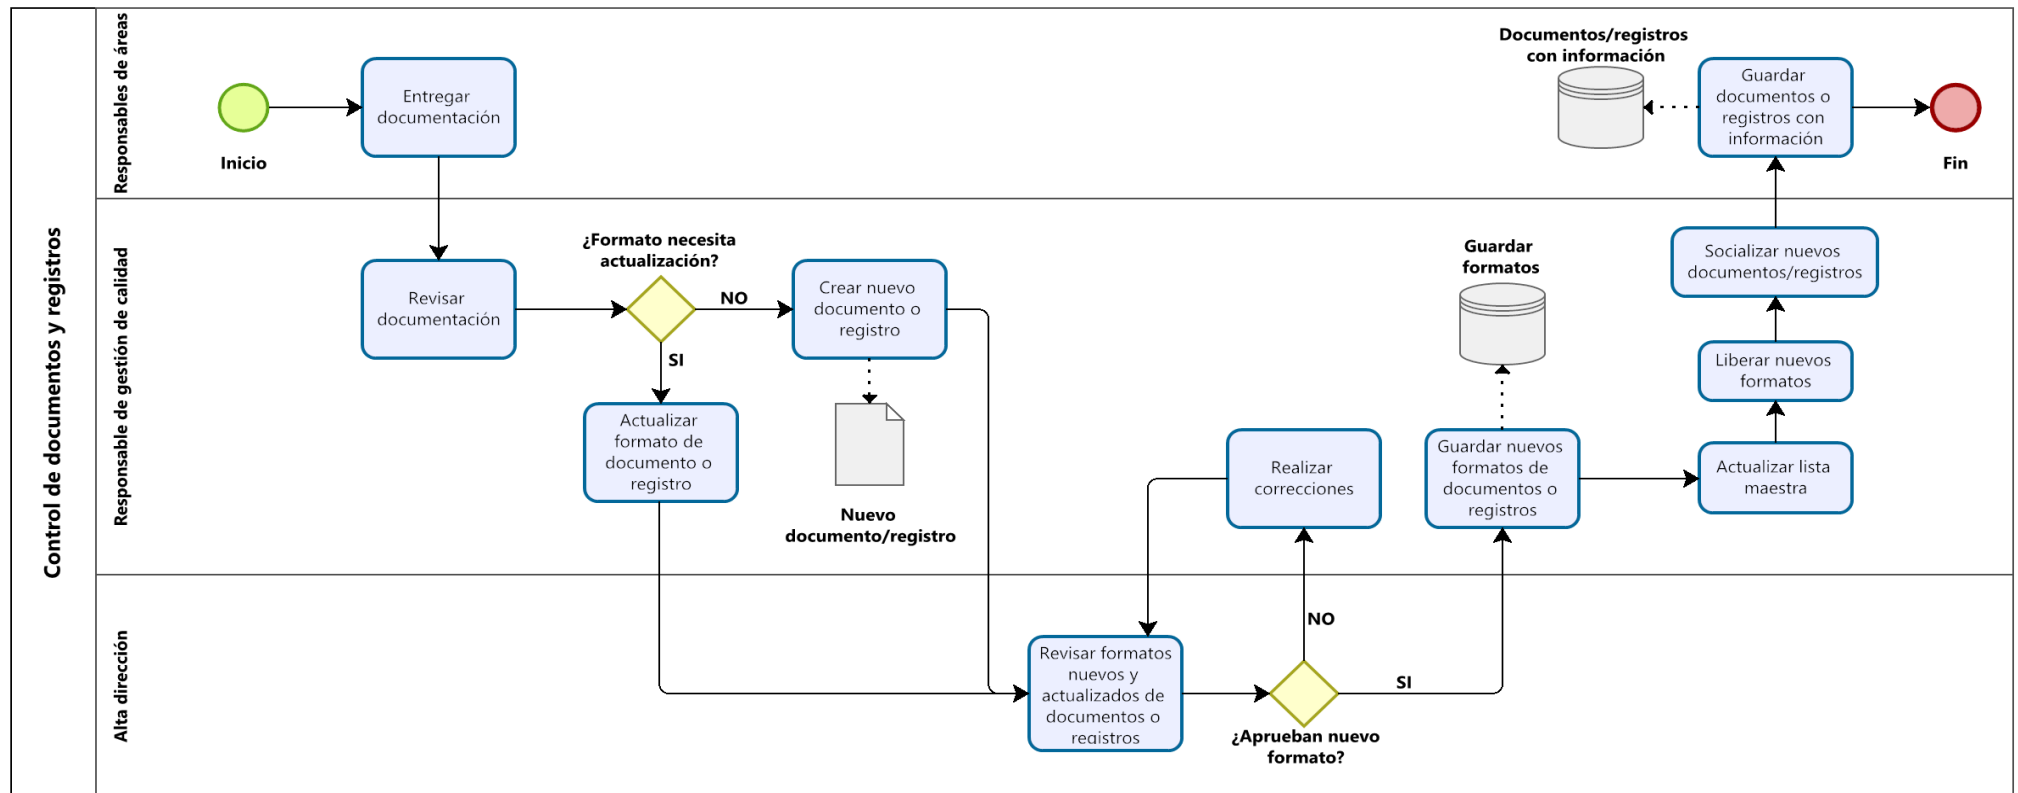 Control de documentos y registros
Responsables de áreas
Inicio
Entregar
documentación
Documentos/registros
con información
Guardar
documentos o
registros con
información
Fin
Responsable de gestión de calidad
Revisar
documentación
¿Formato necesita
actualización?
NO
SI
Crear nuevo
documento o
registro
Actualizar
formato de
documento o
registro
Nuevo
documento/registro
Realizar
correcciones
Guardar
formatos
Guardar nuevos
formatos de
documentos o
registros
Actualizar lista
maestra
Liberar nuevos
formatos
Socializar nuevos
documentos/registros
Alta dirección
Revisar formatos
nuevos y
actualizados de
documentos o
registros
¿Aprueban nuevo
formato?
NO
SI